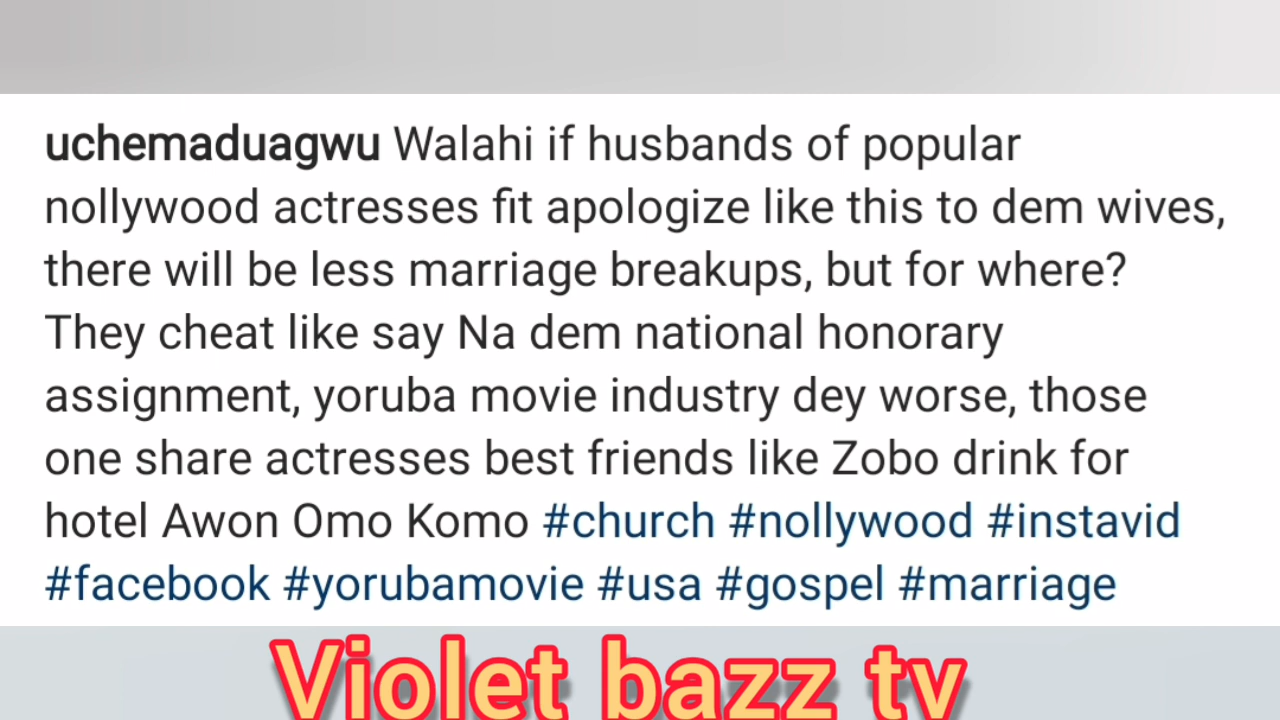 uchemaduagwu Walahi if husbands of popular
nollywood actresses fit apologize like this to dem wives,
there will be less marriage breakups, but for where?
They cheat like say Na dem national honorary
assignment, yoruba movie industry dey worse, those
one share actresses best friends like Zobo drink for
hotel Awon Omo Komo #church #nollywood #instavid
#facebook #yorubamovie #usa #gospel #marriage
Violet bazz tv